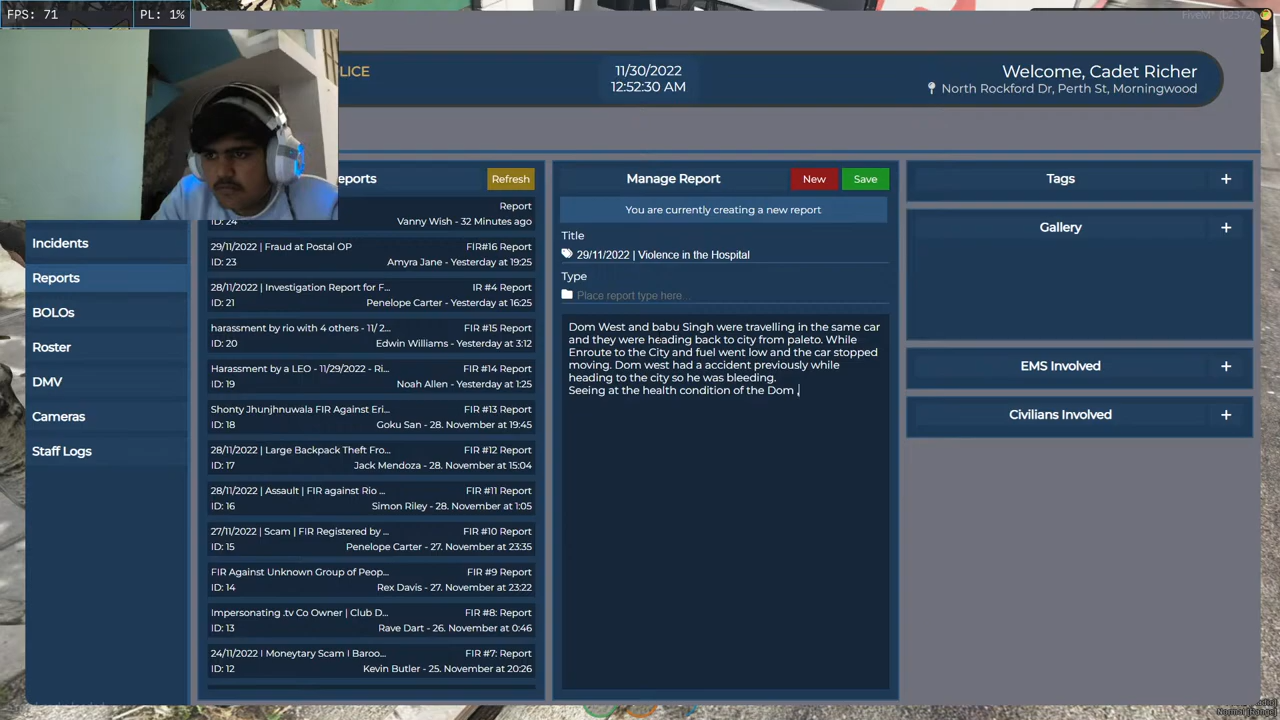 FPS: 71
PL: 1%
FiveM* (b2372)
LICE
11/30/2022
12:52:30 AM
Welcome, Cadet Richer
North Rockford Dr, Perth St, Morningwood
Incidents
Reports
BOLOs
Roster
DMV
Cameras
Staff Logs
eports
Refresh
Report
ID: 24 Vanny Wish - 32 Minutes ago
29/11/2022 | Fraud at Postal OP FIR#16 Report
ID: 23 Amyra Jane - Yesterday at 19:25
28/11/2022 | Investigation Report for F... IR #4 Report
ID: 21 Penelope Carter - Yesterday at 16:25
harassment by rio with 4 others - 11/ 2... FIR #15 Report
ID: 20 Edwin Williams - Yesterday at 3:12
Harassment by a LEO - 11/29/2022 - Ri... FIR #14 Report
ID: 19 Noah Allen - Yesterday at 1:25
Shonty Jhunjhnuwala FIR Against Eri... FIR #13 Report
ID: 18 Goku San - 28. November at 19:45
28/11/2022 | Large Backpack Theft Fro... FIR #12 Report
ID: 17 Jack Mendoza - 28. November at 15:04
28/11/2022 | Assault | FIR against Rio ... FIR #11 Report
ID: 16 Simon Riley - 28. November at 1:05
27/11/2022 | Scam | FIR Registered by ... FIR #10 Report
ID: 15 Penelope Carter - 27. November at 23:35
FIR Against Unknown Group of Peop... FIR #9 Report
ID: 14 Rex Davis - 27. November at 23:22
Impersonating .tv Co Owner | Club D... FIR #8: Report
ID: 13 Rave Dart - 26. November at 0:46
24/11/2022 I Moneytary Scam I Baroo... FIR #7: Report
ID: 12 Kevin Butler - 25. November at 20:26
Manage Report
New
Save
You are currently creating a new report
Title
29/11/2022 | Violence in the Hospital
Type
Place report type here...
Dom West and babu Singh were travelling in the same car
and they were heading back to city from paleto. While
Enroute to the City and fuel went low and the car stopped
moving. Dom west had a accident previously while
heading to the city so he was bleeding.
Seeing at the health condition of the Dom ,
Tags +
Gallery +
EMS Involved +
Civilians Involved +